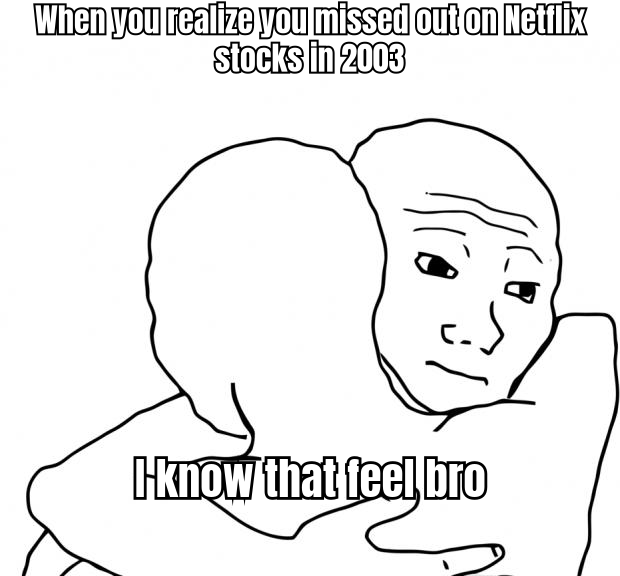 When you realize you missed out on Netflix
stocks in 2003
I know that feel bro